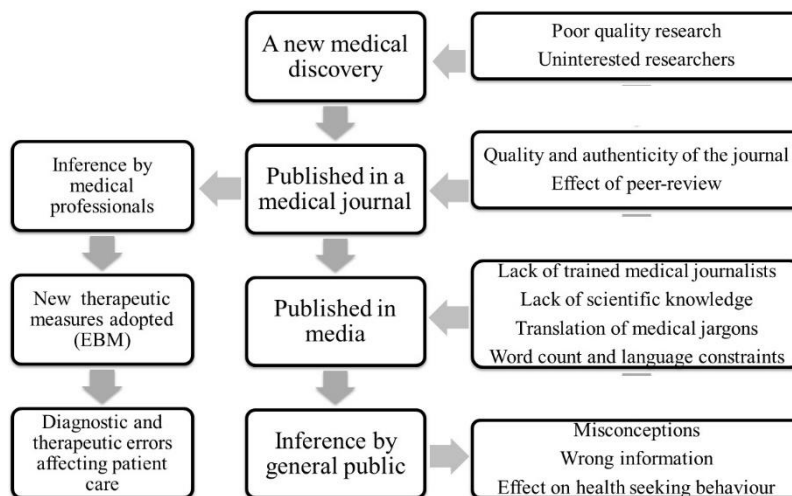 A new medical
discovery
Poor quality research
Uninterested researchers
Inference by
medical
professionals
Published in a
medical journal
Quality and authenticity of the journal
Effect of peer-review
New therapeutic
measures adopted
(EBM)
Published in
media
Lack of trained medical journalists
Lack of scientific knowledge
Translation of medical jargons
Word count and language constraints
Diagnostic and
therapeutic errors
affecting patient
care
Inference by
general public
Misconceptions
Wrong information
Effect on health seeking behaviour